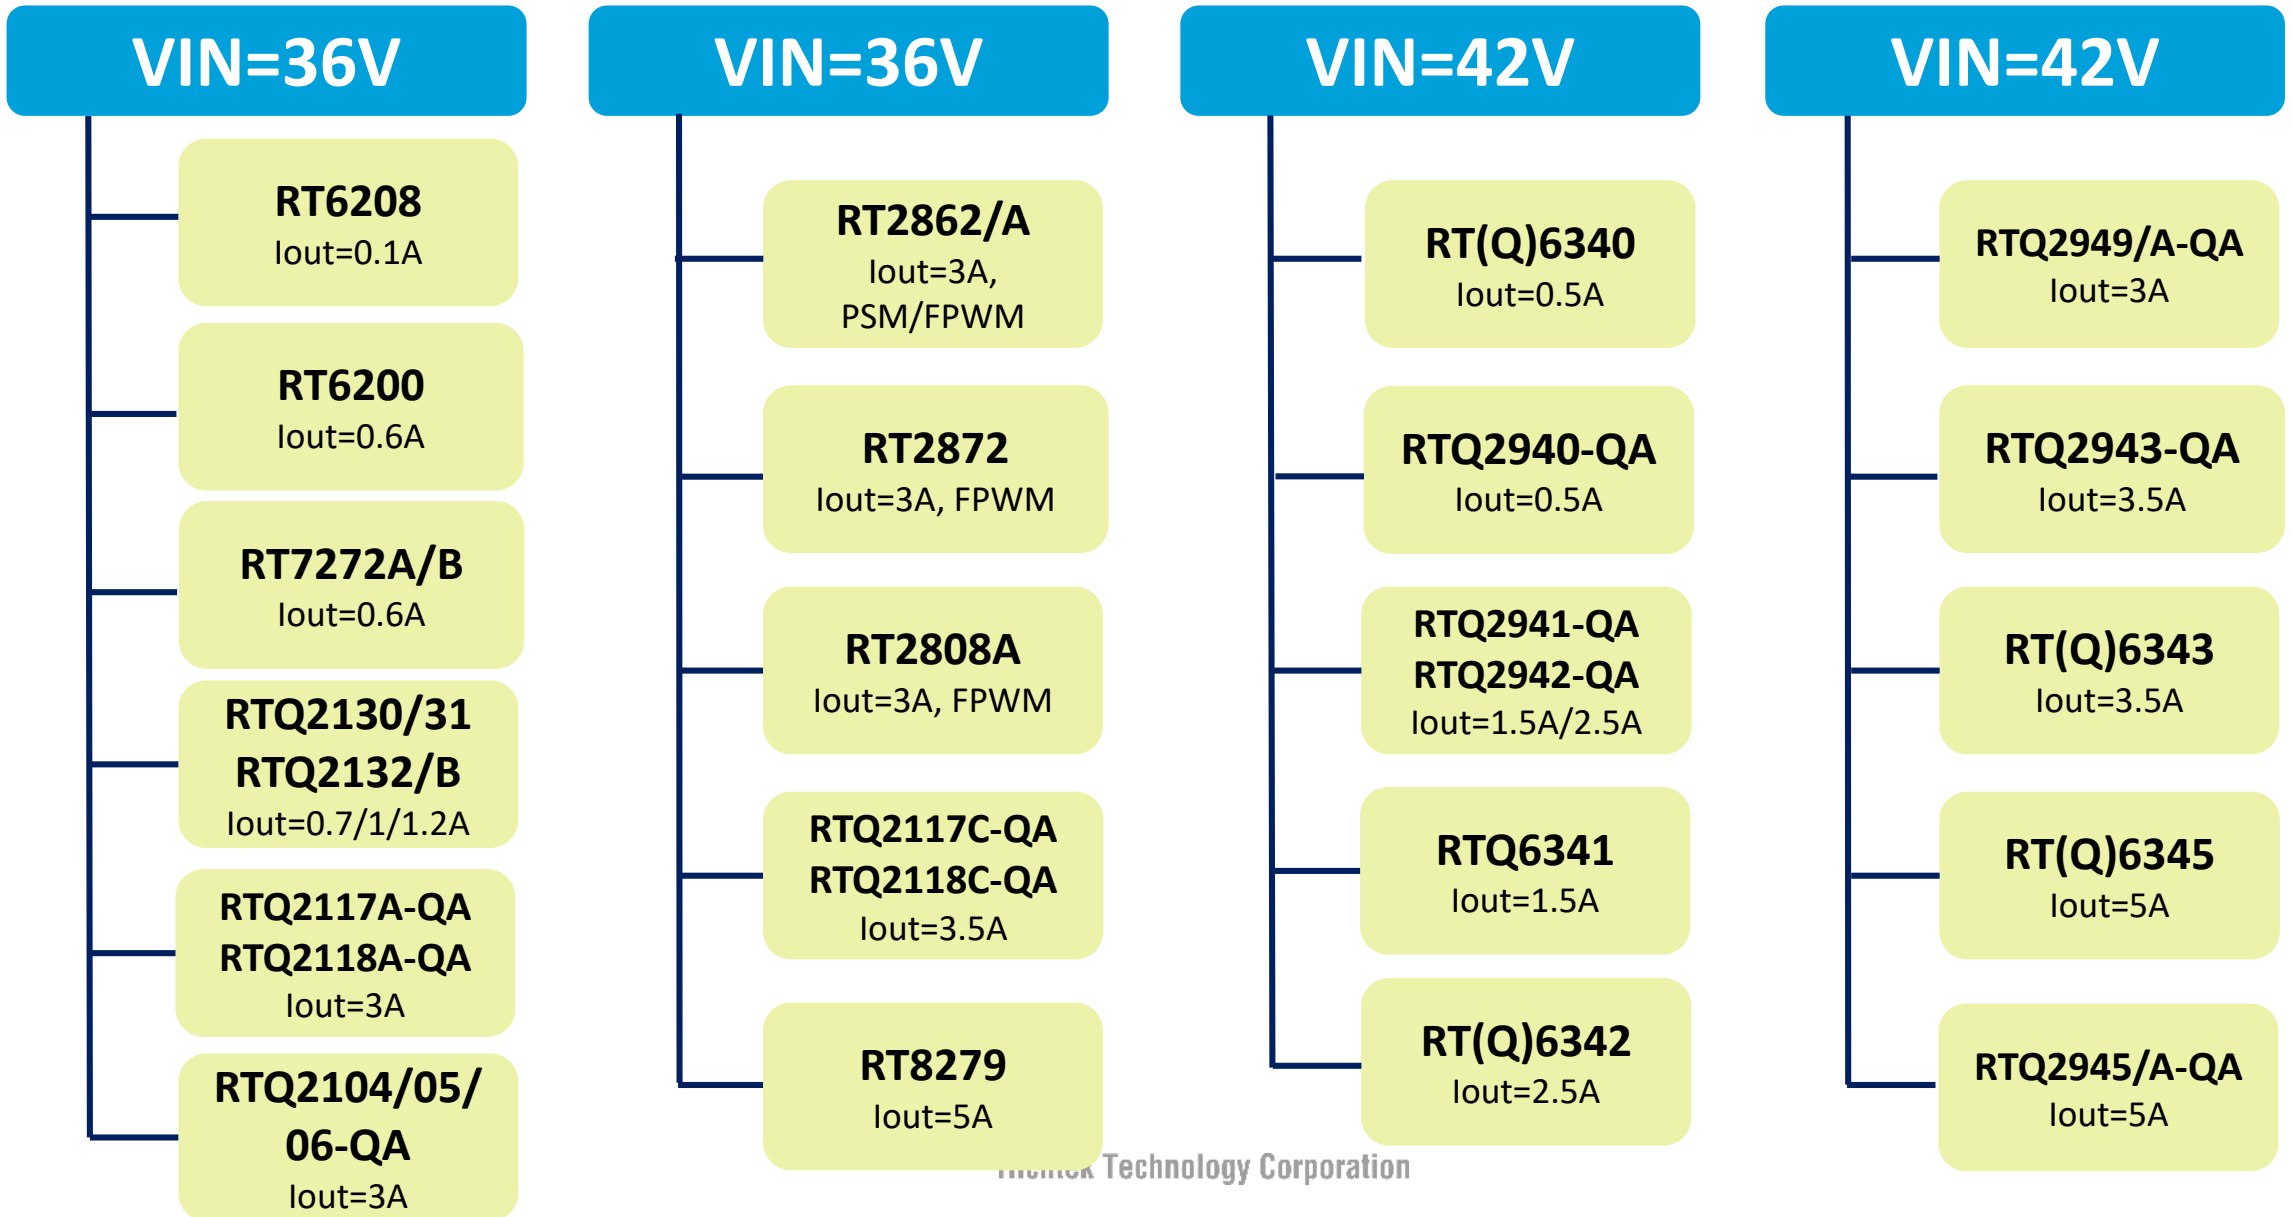 VIN=36V
RT6208
Iout=0.1A
RT6200
Iout=0.6A
RT7272A/B
Iout=0.6A
RTQ2130/31
RTQ2132/B
Iout=0.7/1/1.2A
RTQ2117A-QA
RTQ2118A-QA
Iout=3A
RTQ2104/05/
06-QA
Iout=3A
VIN=36V
RT2862/A
Iout=3A,
PSM/FPWM
RT2872
Iout=3A, FPWM
RT2808A
Iout=3A, FPWM
RTQ2117C-QA
RTQ2118C-QA
Iout=3.5A
RT8279
Iout=5A
VIN=42V
RT(Q)6340
Iout=0.5A
RTQ2940-QA
Iout=0.5A
RTQ2941-QA
RTQ2942-QA
Iout=1.5A/2.5A
RTQ6341
Iout=1.5A
RT(Q)6342
Iout=2.5A
VIN=42V
RTQ2949/A-QA
Iout=3A
RTQ2943-QA
Iout=3.5A
RT(Q)6343
Iout=3.5A
RT(Q)6345
Iout=5A
RTQ2945/A-QA
Iout=5A
Technology Corporation